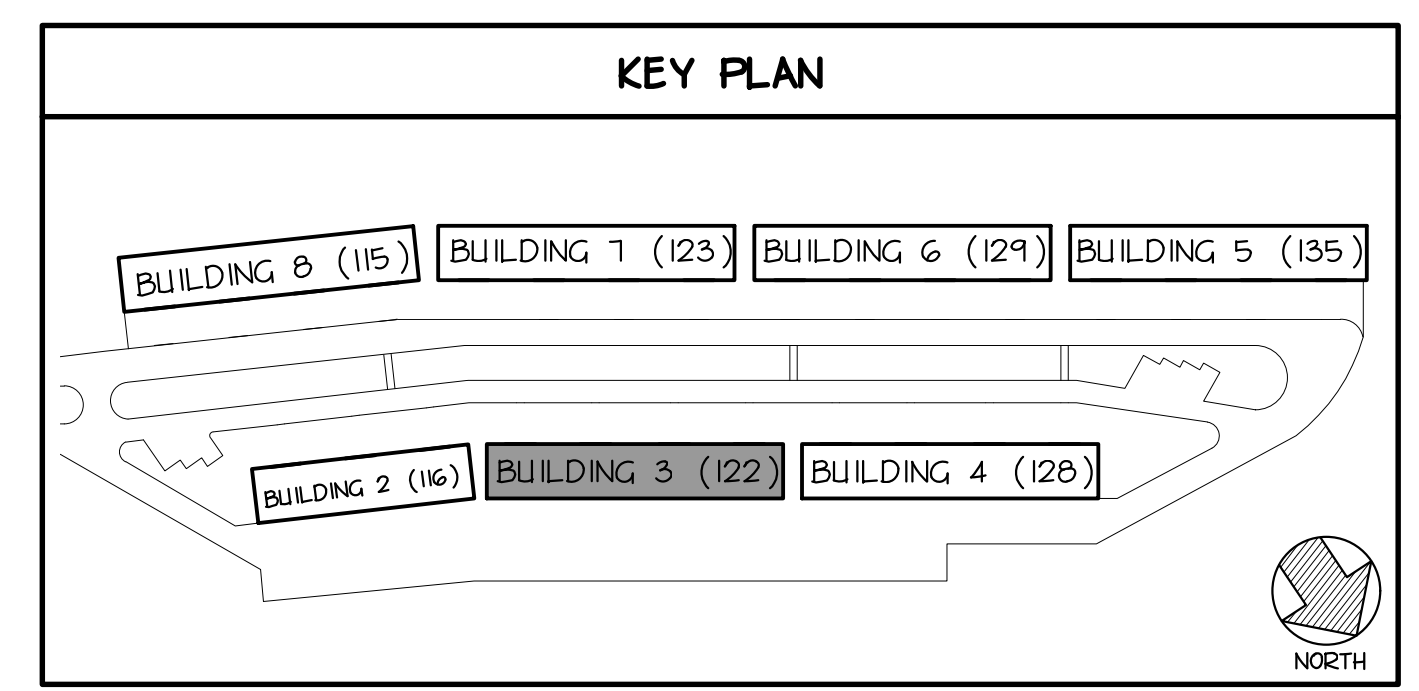 KEY PLAN
BUILDING 8 (115)
BUILDING 7 (123)
BUILDING 6 (129)
BUILDING 5 (135)
BUILDING 2 (116)
BUILDING 3 (122)
BUILDING 4 (128)
NORTH